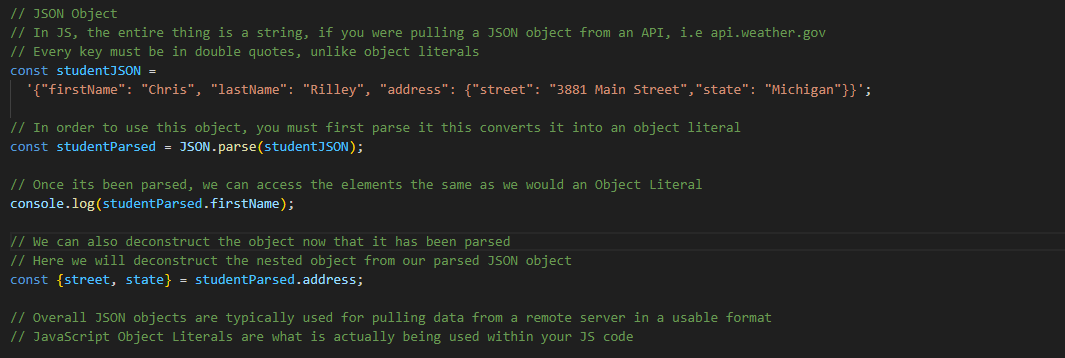 // JSON Object
// In JS, the entire thing is a string, if you were pulling a JSON object from an API, i.e api.weather.gov
// Every key must be in double quotes, unlike object literals
const studentJSON =
'{"firstName": "Chris", "lastName": "Rilley", "address": {"street": "3881 Main Street","state": "Michigan"}}';
// In order to use this object, you must first parse it this converts it into an object literal
const studentParsed = JSON.parse(studentJSON);
// Once its been parsed, we can access the elements the same as we would an Object Literal
console.log(studentParsed.firstName);
// We can also deconstruct the object now that it has been parsed
// Here we will deconstruct the nested object from our parsed JSON object
const {street, state} = studentParsed.address;
// Overall JSON objects are typically used for pulling data from a remote server in a usable format
// JavaScript Object Literals are what is actually being used within your JS code